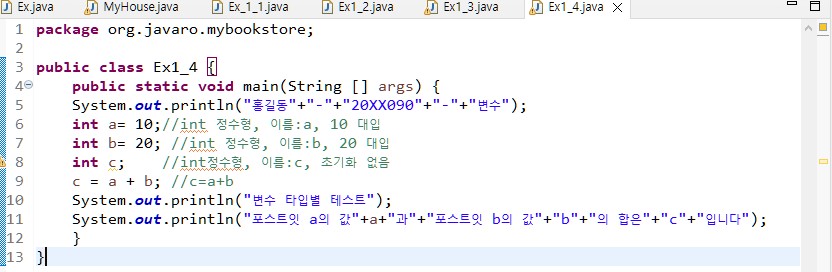 Ex.java MyHouse.java Ex_1_1.java Ex1_2.java Ex1_3.java Ex1_4.java
1 package org.javaro.mybookstore;
2
3 public class Ex1_4 {
4 public static void main(String [] args) {
5 System.out.println("홍길동"+"-"+"20XX090"+"-"+"변수");
6 int a= 10;//int 정수형, 이름:a, 10 대입
7 int b= 20; //int 정수형, 이름:b, 20 대입
8 int c; //int정수형, 이름:c, 초기화 없음
9 c = a + b; //c=a+b
10 System.out.println("변수 타입별 테스트");
11 System.out.println("포스트잇 a의 값"+a+"과"+"포스트잇 b의 값"+"b"+"의 합은"+"c"+"입니다");
12 }
13 }